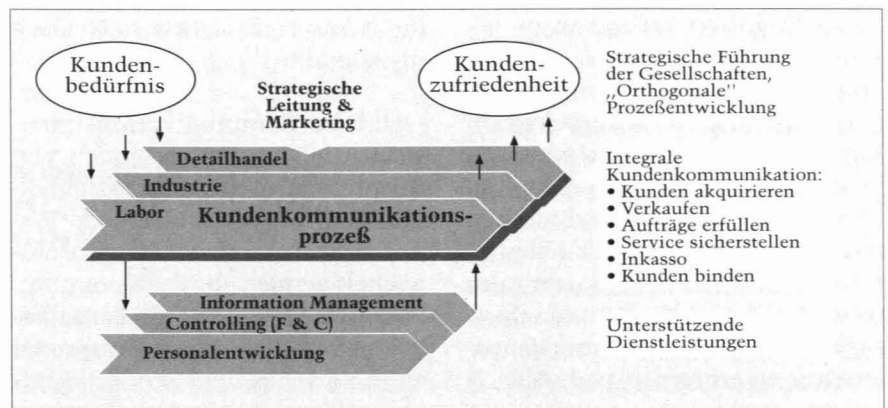 Kunden-
bedürfnis
Strategische
Leitung &
Marketing
Kunden-
zufriedenheit
Detailhandel
Industrie
Labor
Kundenkommunikations-
prozeß
Information Management
Controlling (F & C)
Personalentwicklung
Strategische Führung
der Gesellschaften,
„Orthogonale"
Prozeßentwicklung
Integrale
Kundenkommunikation:
• Kunden akquirieren
• Verkaufen
• Aufträge erfüllen
• Service sicherstellen
• Inkasso
• Kunden binden
Unterstützende
Dienstleistungen